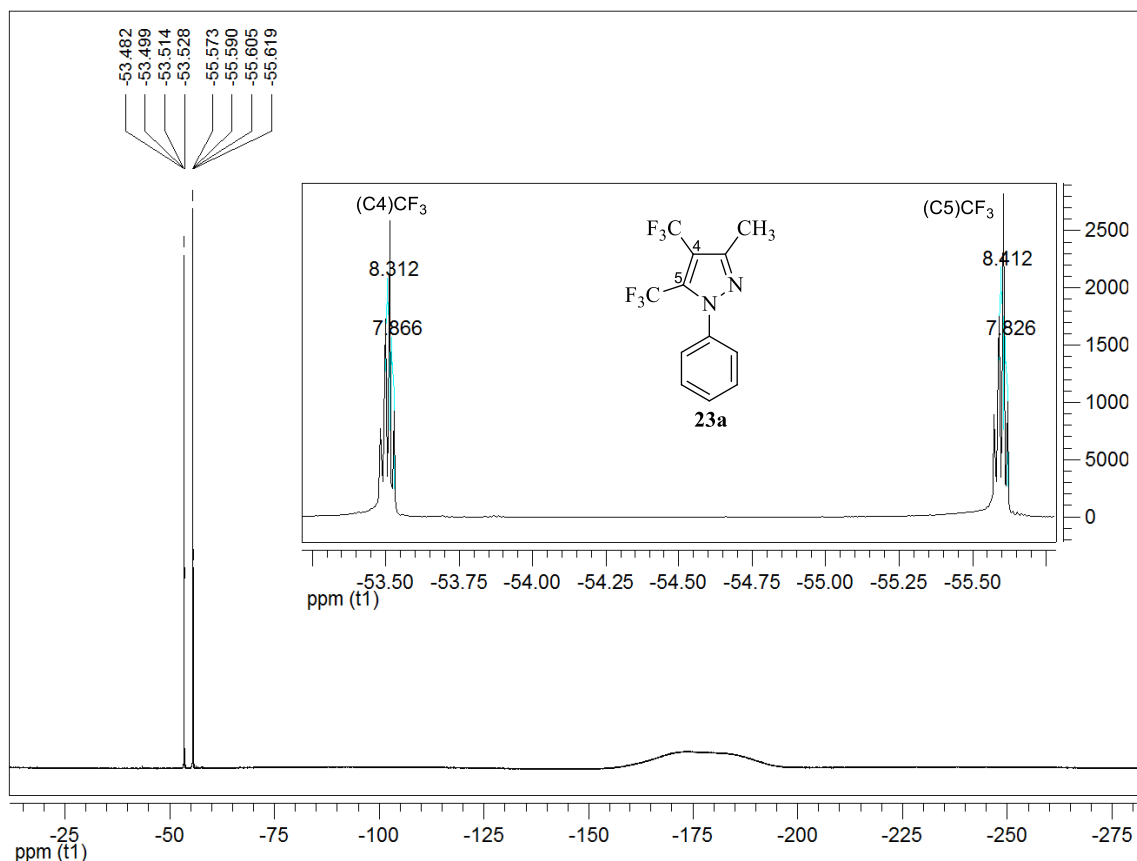 -53.482
-53.499
-53.514
-53.528
-55.573
-55.590
-55.605
-55.619
(C4)CF3
(C5)CF3
8.312
7.866
8.412
7.826
F3C
4
CH3
5
F3C
N
N
23a
2500
2000
1500
1000
5000
0
-53.50 -53.75 -54.00 -54.25 -54.50 -54.75 -55.00 -55.25 -55.50
ppm (t1)
-25 -50 -75 -100 -125 -150 -175 -200 -225 -250 -275
ppm (t1)